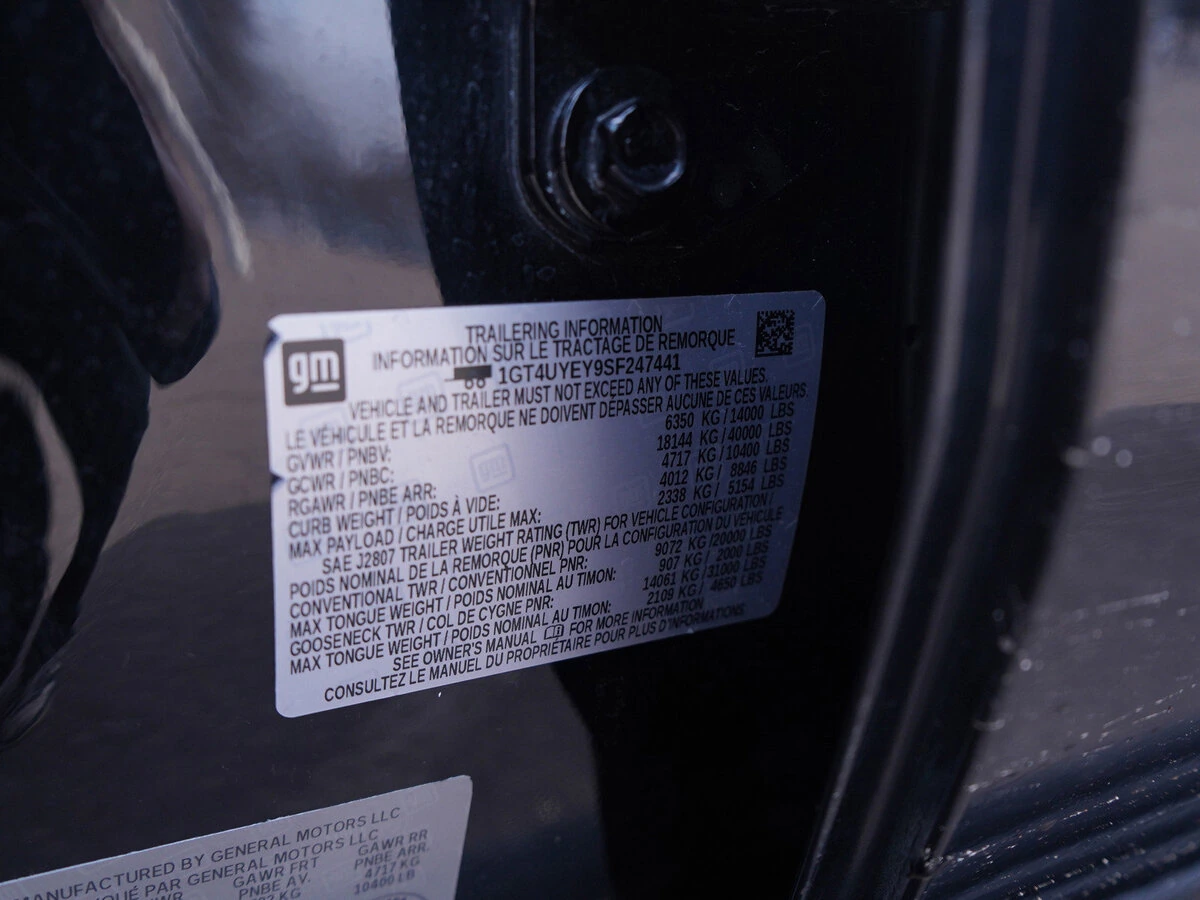 gm
TRAILERING INFORMATION
INFORMATION SUR LE TRACTAGE DE REMORQUE
1GT4UYEY9SF247441
VEHICLE AND TRAILER MUST NOT EXCEED ANY OF THESE VALUES.
LE VÉHICULE ET LA REMORQUE NE DOIVENT DÉPASSER AUCUNE DE CES VALEURS.
GVWR / PNBV: 6350 KG / 14000 LBS
GCWR / PNBC: 18144 KG / 40000 LBS
RGAWR / PNBE ARR: 4717 KG / 10400 LBS
CURB WEIGHT / POIDS À VIDE: 4012 KG / 8846 LBS
MAX PAYLOAD / CHARGE UTILE MAX: 2338 KG / 5154 LBS
SAE J2807 TRAILER WEIGHT RATING (TWR) FOR VEHICLE CONFIGURATION /
POIDS NOMINAL DE LA REMORQUE (PNR) POUR LA CONFIGURATION DU VÉHICULE
CONVENTIONAL TWR / CONVENTIONNEL PNR: 9072 KG / 20000 LBS
MAX TONGUE WEIGHT / POIDS NOMINAL AU TIMON: 907 KG / 2000 LBS
GOOSENECK TWR / COL DE CYGNE PNR: 14061 KG / 31000 LBS
MAX TONGUE WEIGHT / POIDS NOMINAL AU TIMON: 2109 KG / 4650 LBS
SEE OWNER'S MANUAL FOR MORE INFORMATION
CONSULTEZ LE MANUEL DU PROPRIÉTAIRE POUR PLUS D'INFORMATIONS.
MANUFACTURED BY GENERAL MOTORS LLC
PAR GENERAL MOTORS LLC
GAWR FRT GAWR RR
PNBE AV. PNBE ARR.
KG 4717 KG
10400 LB